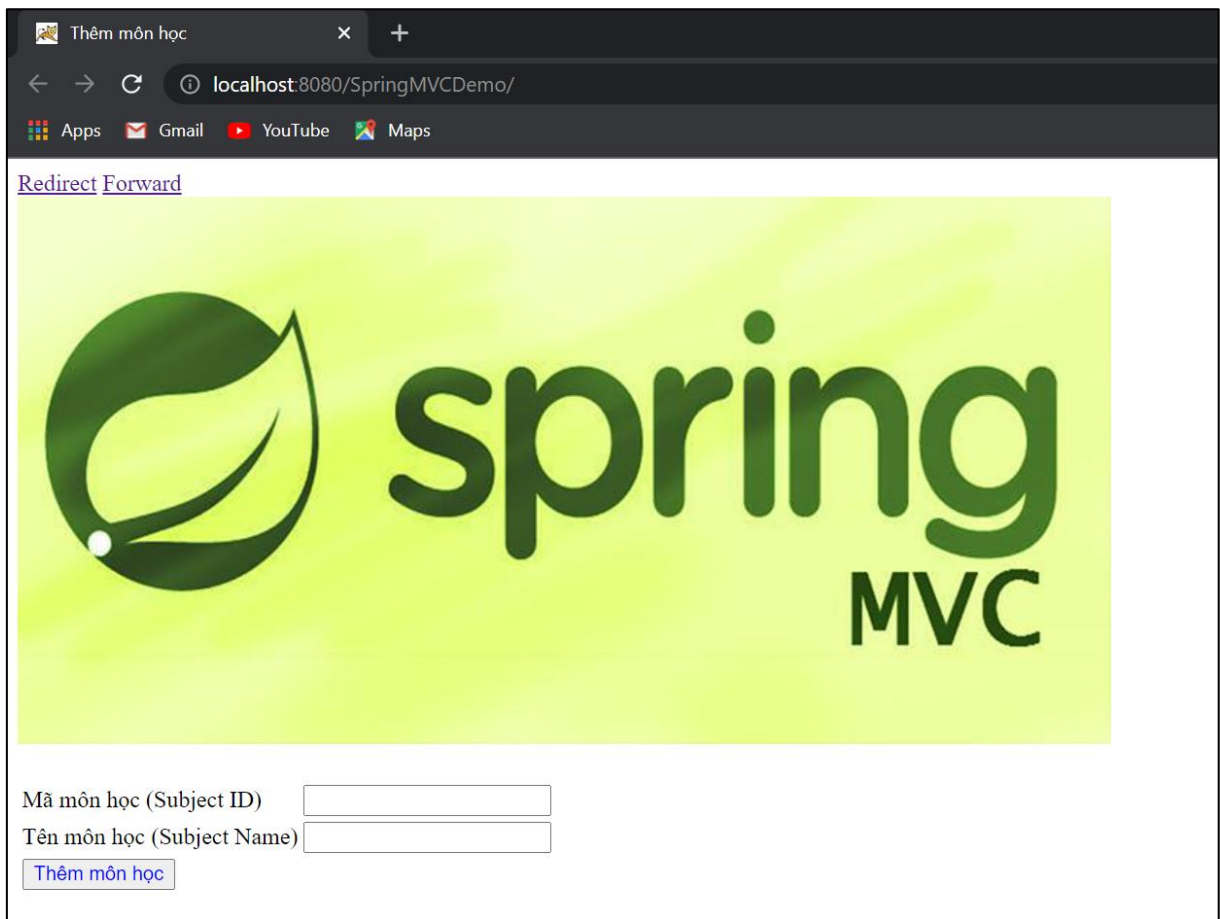 Thêm môn học
localhost:8080/SpringMVCDemo/
Apps Gmail YouTube Maps
Redirect Forward
spring
MVC
Mã môn học (Subject ID)
Tên môn học (Subject Name)
Thêm môn học